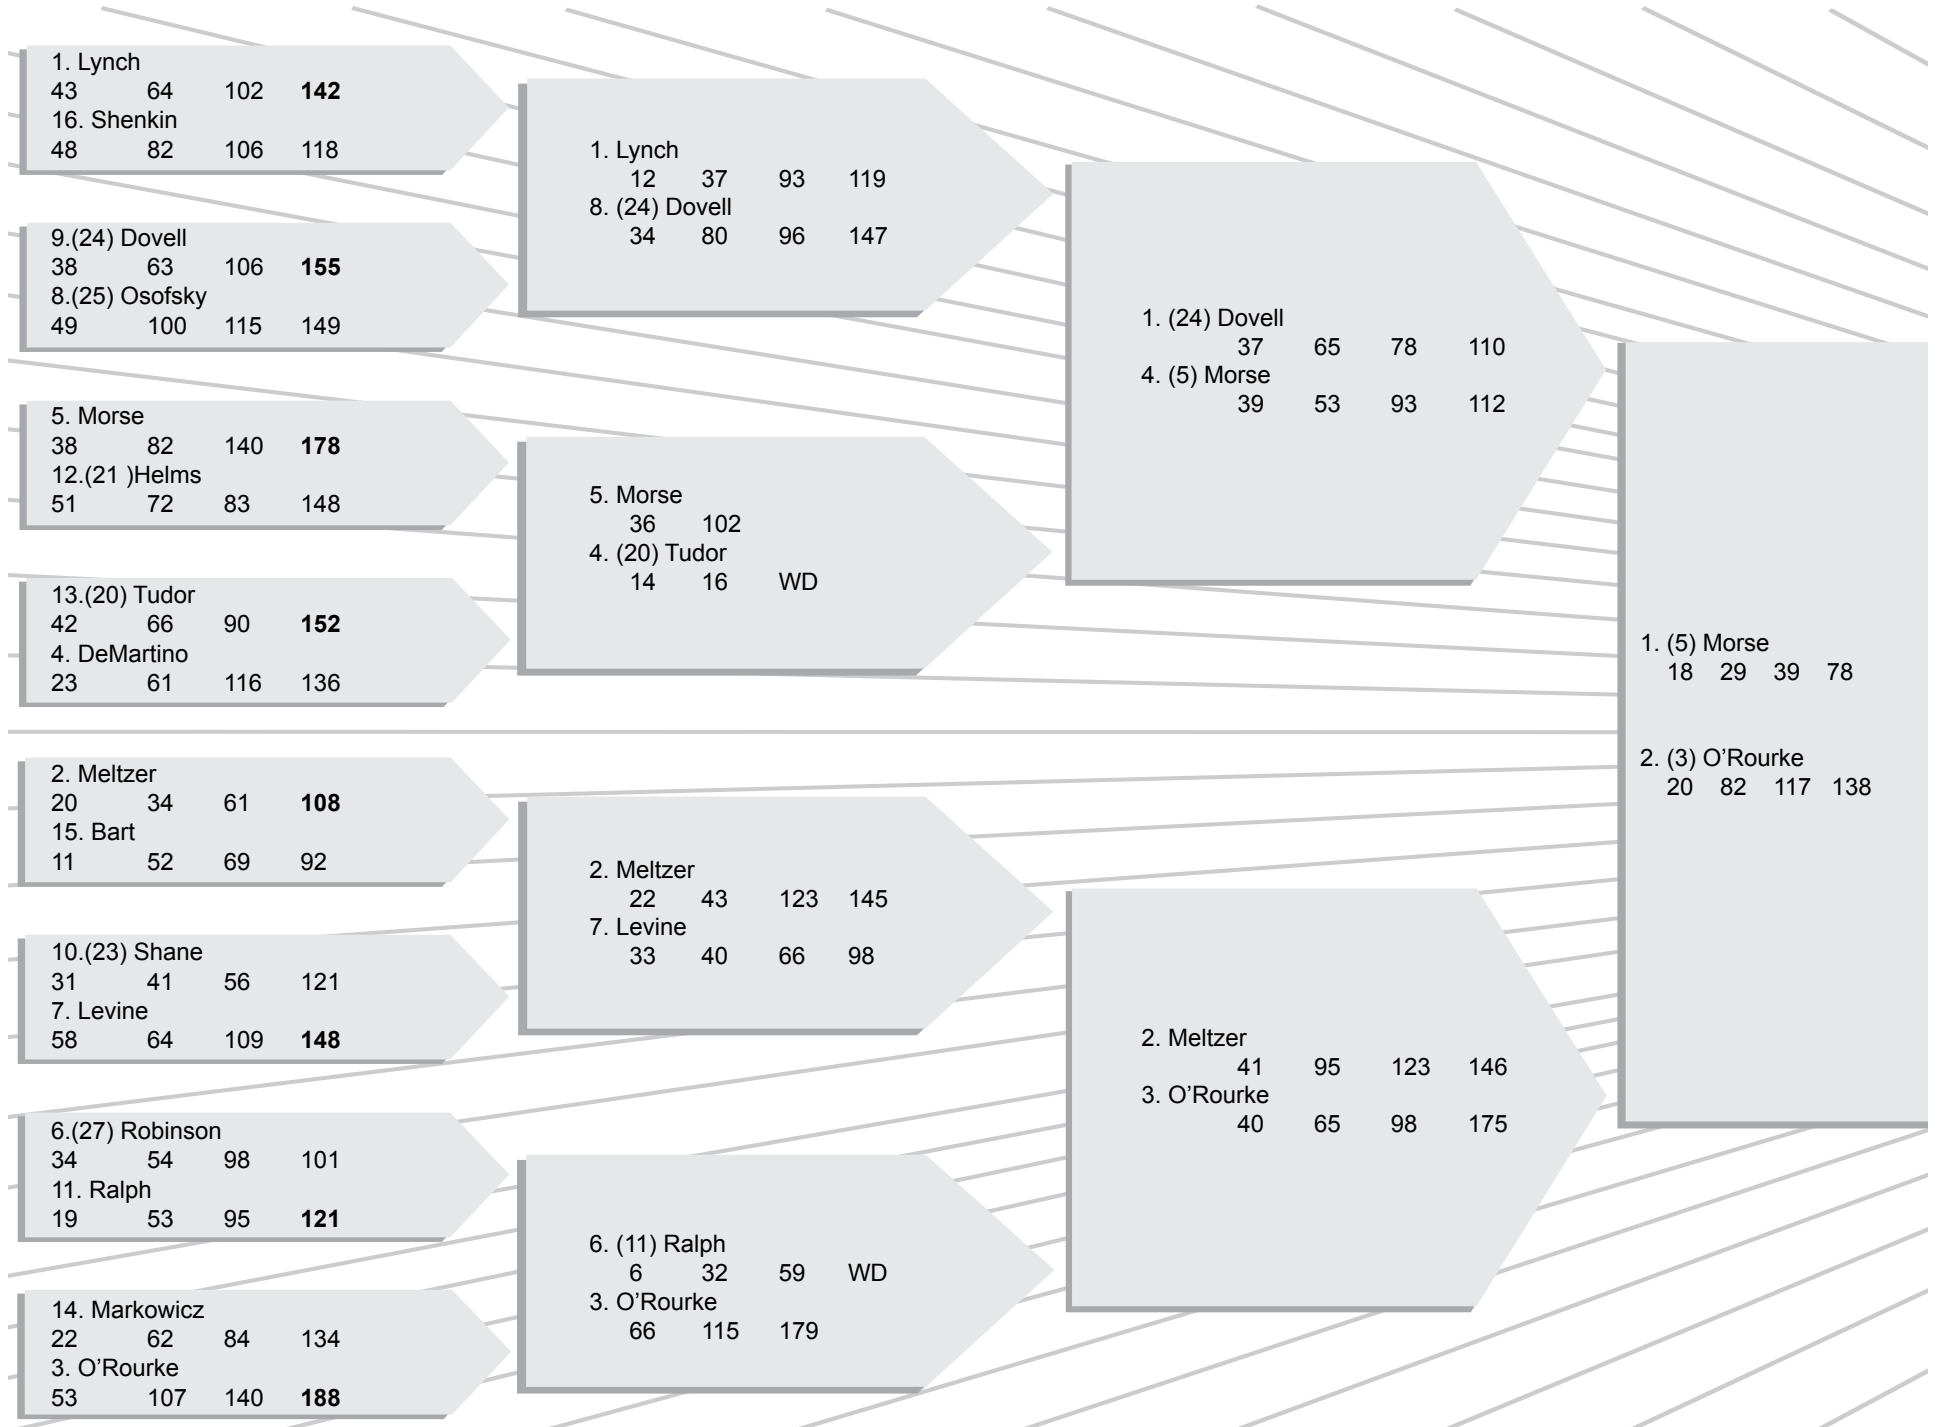 1. Lynch
43 64 102 142
16. Shenkin
48 82 106 118
9.(24) Dovell
38 63 106 155
8.(25) Osofsky
49 100 115 149
5. Morse
38 82 140 178
12.(21 )Helms
51 72 83 148
13.(20) Tudor
42 66 90 152
4. DeMartino
23 61 116 136
2. Meltzer
20 34 61 108
15. Bart
11 52 69 92
10.(23) Shane
31 41 56 121
7. Levine
58 64 109 148
6.(27) Robinson
34 54 98 101
11. Ralph
19 53 95 121
14. Markowicz
22 62 84 134
3. O’Rourke
53 107 140 188
1. Lynch
12 37 93 119
8. (24) Dovell
34 80 96 147
5. Morse
36 102
4. (20) Tudor
14 16 WD
2. Meltzer
22 43 123 145
7. Levine
33 40 66 98
6. (11) Ralph
6 32 59 WD
3. O’Rourke
66 115 179
1. (24) Dovell
37 65 78 110
4. (5) Morse
39 53 93 112
2. Meltzer
41 95 123 146
3. O’Rourke
40 65 98 175
1. (5) Morse
18 29 39 78
2. (3) O’Rourke
20 82 117 138